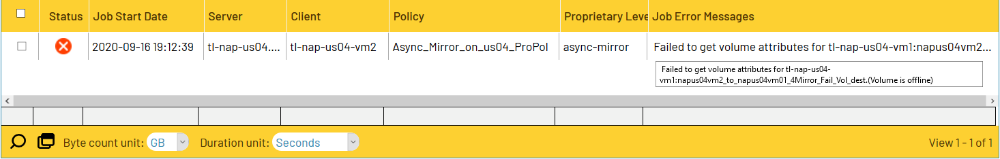 Status Job Start Date Server Client Policy Proprietary Leve Job Error Messages
2020-09-16 19:12:39 tl-nap-us04.... tl-nap-us04-vm2 Async_Mirror_on_us04_ProPol async-mirror Failed to get volume attributes for tl-nap-us04-vm1:napus04vm2...
Failed to get volume attributes for tl-nap-us04-
vm1:napus04vm2_to_napus04vm01_4Mirror_Fail_Vol_dest.(Volume is offline)
Byte count unit: GB Duration unit: Seconds View 1 - 1 of 1